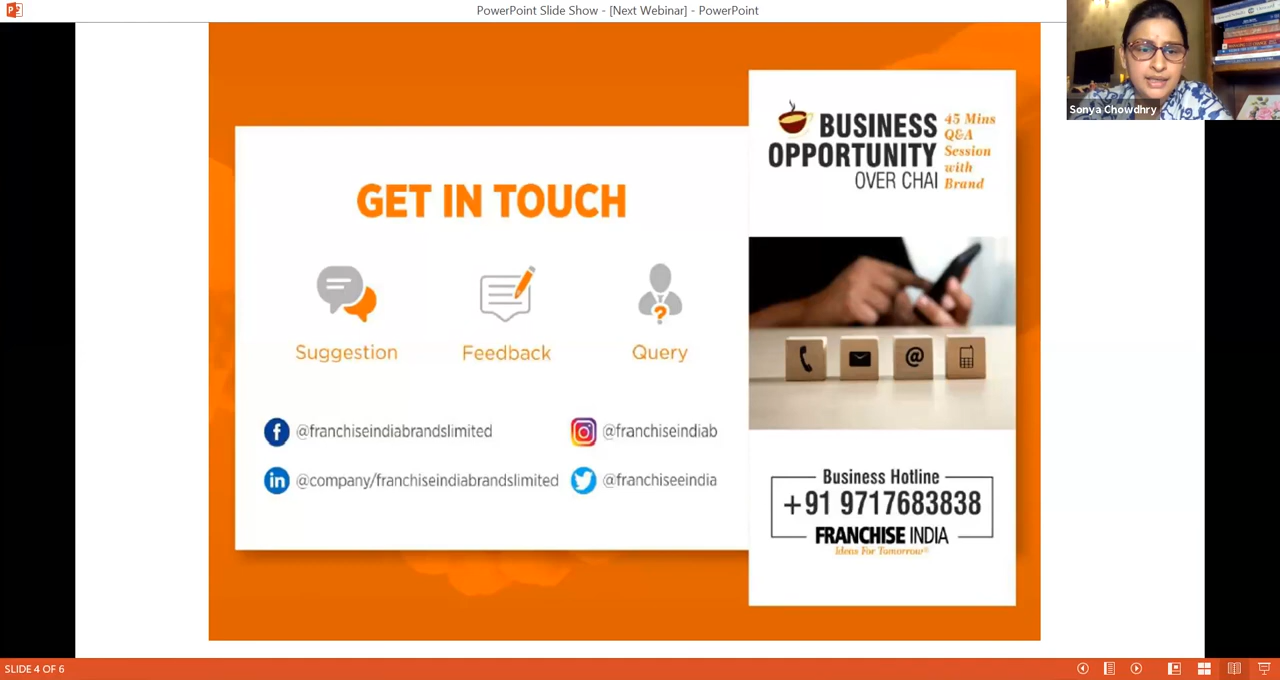 PowerPoint Slide Show - [Next Webinar] - PowerPoint
Sonya Chowdhry
BUSINESS
OPPORTUNITY
OVER CHAI
45 Mins
Q&A
Session
with
Brand
GET IN TOUCH
Suggestion
Feedback
Query
@franchiseindiabrandslimited
@franchiseindiab
@company/franchiseindiabrandslimited
@franchiseeindia
Business Hotline
+91 9717683838
FRANCHISE INDIA
Ideas For Tomorrow®
SLIDE 4 OF 6